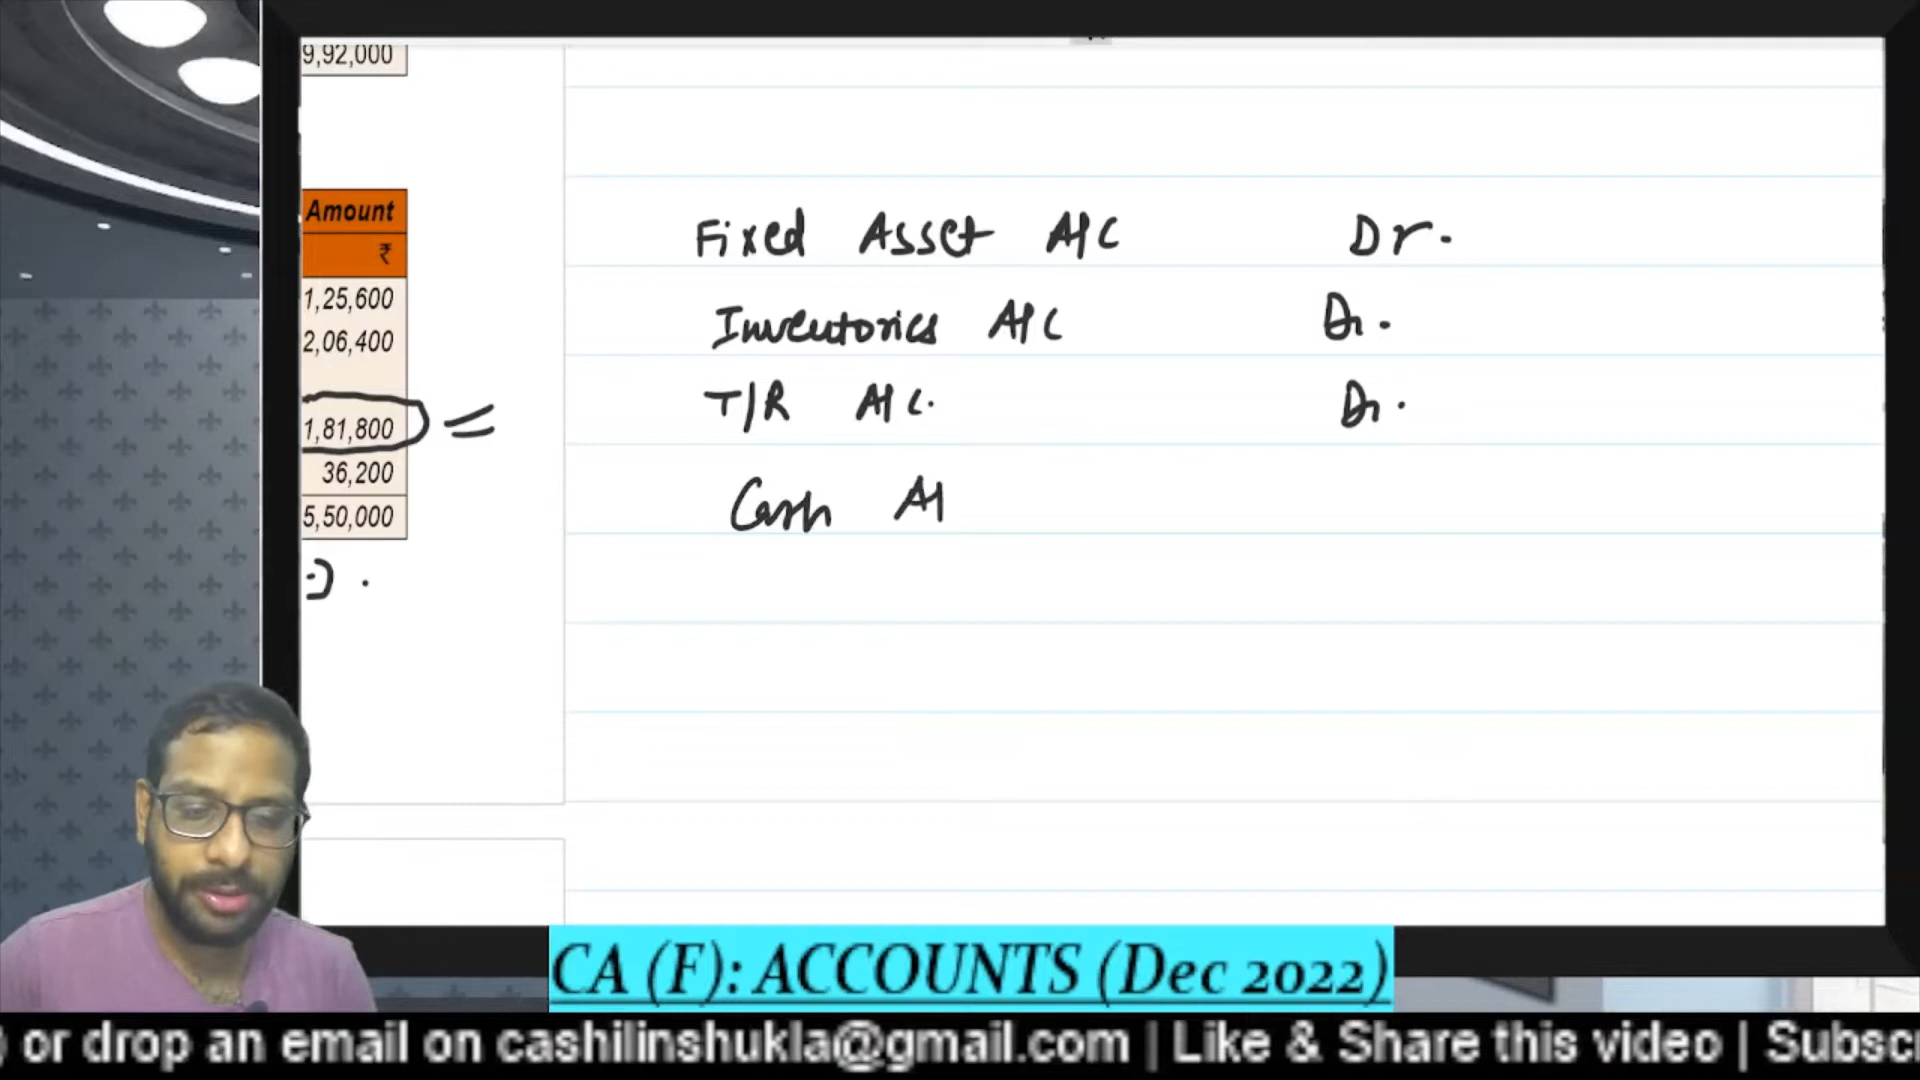 9,92,000
Amount
₹
1,25,600
2,06,400
1,81,800 =
36,200
5,50,000
Fixed Asset A/C Dr.
Inventories A/C Dr.
T/R A/C. Dr.
Cash A/
CA (F): ACCOUNTS (Dec 2022)
) or drop an email on cashilinshukla@gmail.com | Like & Share this video | Subsc